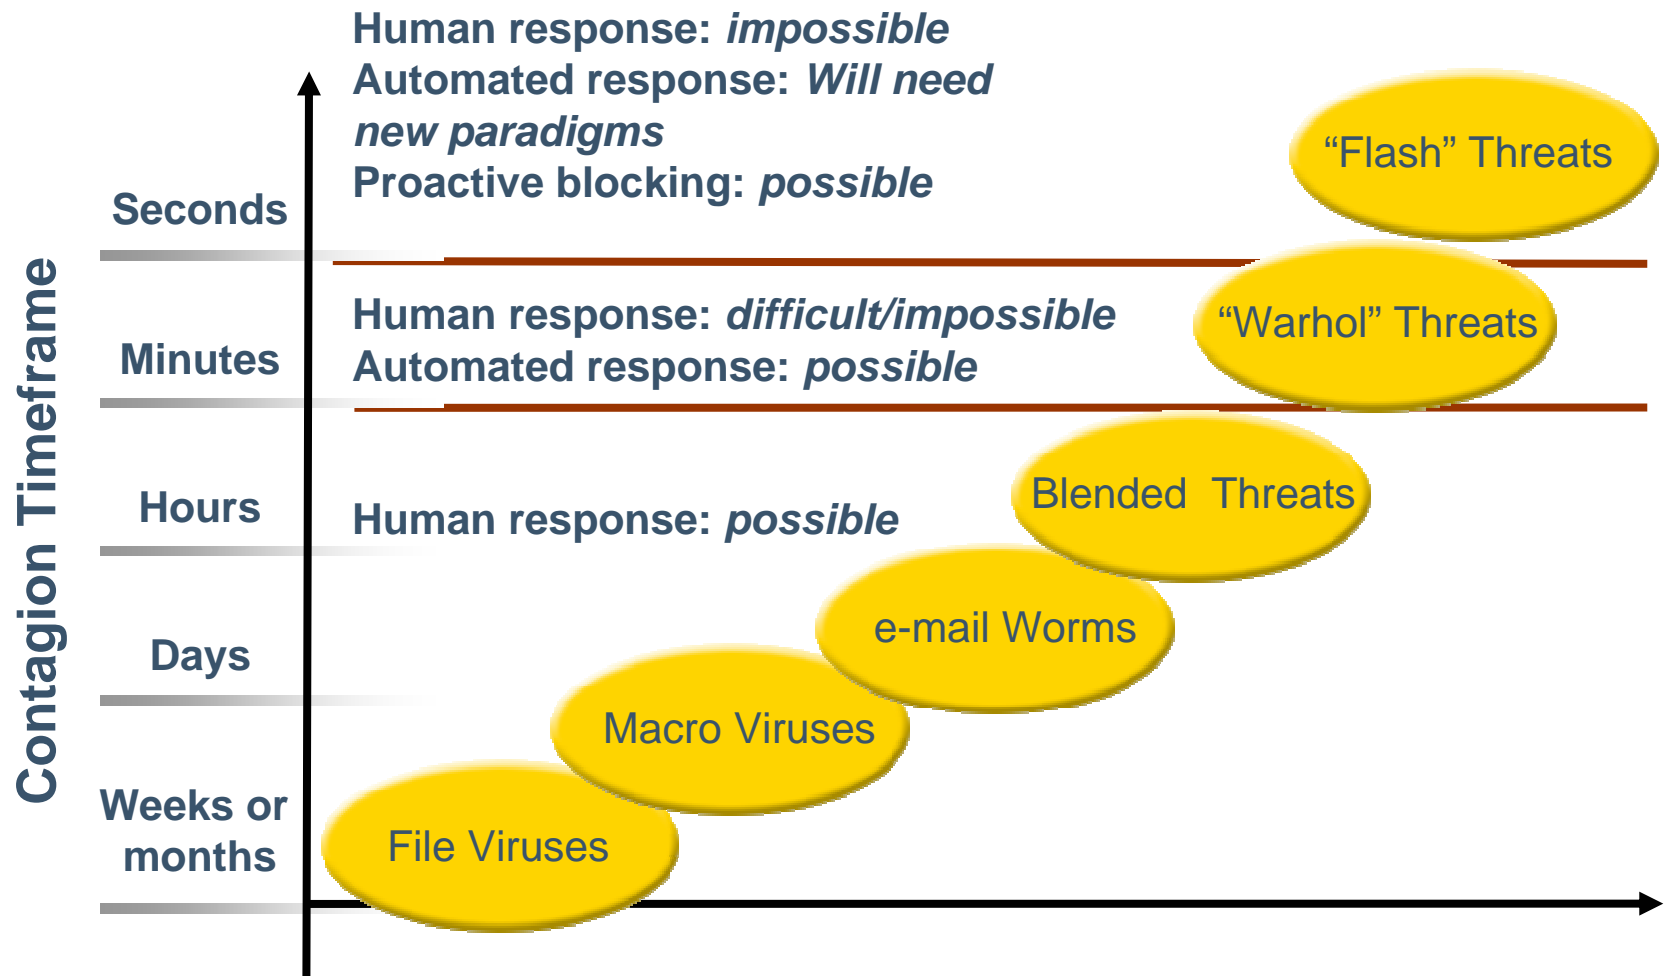 Human response: impossible
Automated response: Will need
new paradigms
Proactive blocking: possible
“Flash” Threats
Seconds
Human response: difficult/impossible
Automated response: possible
“Warhol” Threats
Minutes
Contagion Timeframe
Hours
Human response: possible
Blended Threats
Days
e-mail Worms
Macro Viruses
Weeks or
months
File Viruses